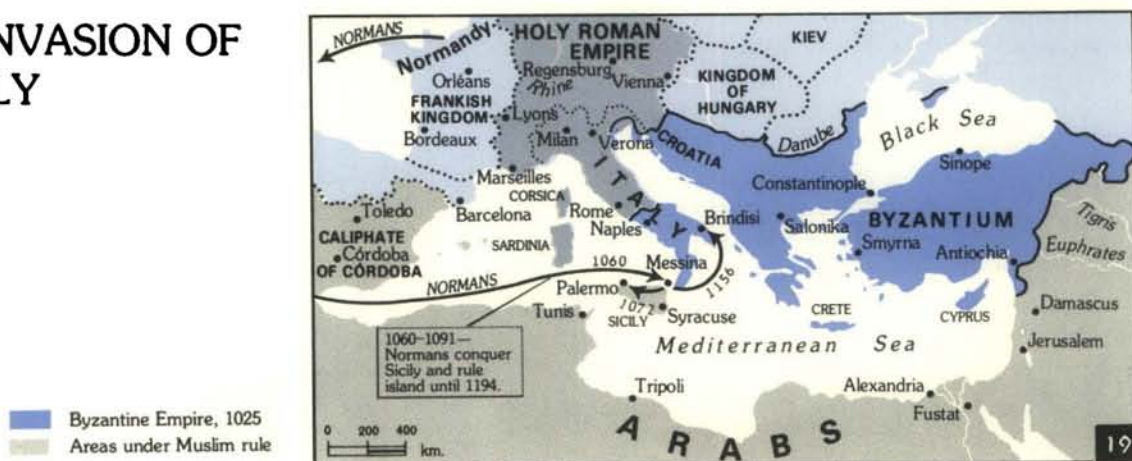 NVASION OF
LY
NORMANS
Normandy
Orléans
FRANKISH
KINGDOM
Bordeaux
HOLY ROMAN
EMPIRE
Regensburg
Rhine
Vienna
KIEV
KINGDOM
OF
HUNGARY
Lyons
Milan
Verona
CROATIA
Danube
Black Sea
Sinope
Marseilles
CORSICA
ITALY
Constantinople
Toledo
Barcelona
Rome
Naples
Brindisi
Salonika
BYZANTIUM
Tigris
Euphrates
CALIPHATE
Córdoba
OF CÓRDOBA
SARDINIA
Smyrna
Antiochia
NORMANS
1060
Messina
1156
Palermo
1072
Tunis
SICILY
Syracuse
CRETE
CYPRUS
Damascus
Mediterranean Sea
Jerusalem
1060–1091—
Normans conquer
Sicily and rule
island until 1194.
Tripoli
Alexandria
Fustat
ARABS
0 200 400
km.
19
Byzantine Empire, 1025
Areas under Muslim rule